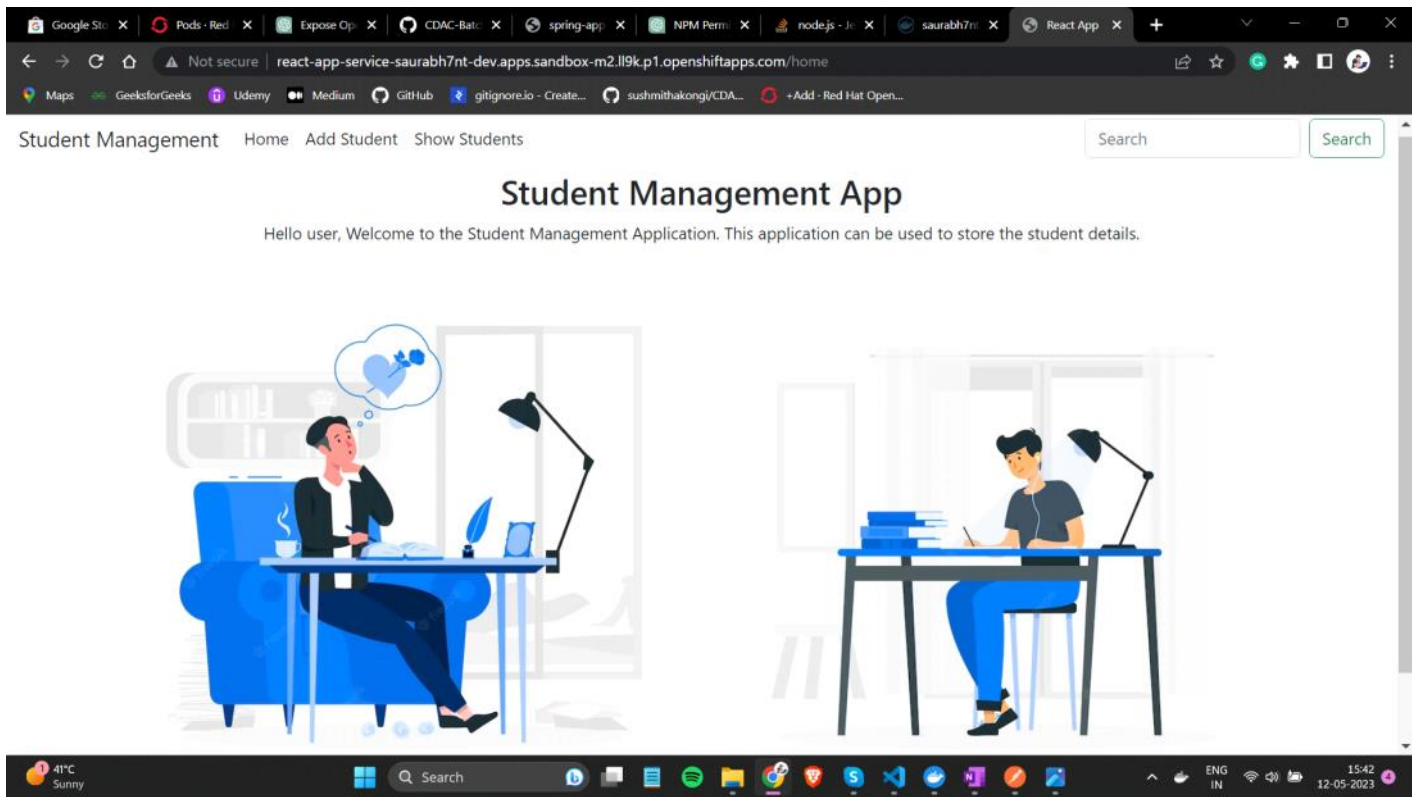 Google Sto
Pods · Red
Expose Op
CDAC-Batc
spring-app
NPM Permi
node.js - Je
saurabh7nt
React App
Not secure
react-app-service-saurabh7nt-dev.apps.sandbox-m2.ll9k.p1.openshiftapps.com/home
Maps
GeeksforGeeks
Udemy
Medium
GitHub
gitignore.io - Create...
sushmithakongi/CDA...
+Add · Red Hat Open...
Student Management
Home
Add Student
Show Students
Search
Search
Student Management App
Hello user, Welcome to the Student Management Application. This application can be used to store the student details.
1
41°C
Sunny
Search
ENG
IN
15:42
12-05-2023
4